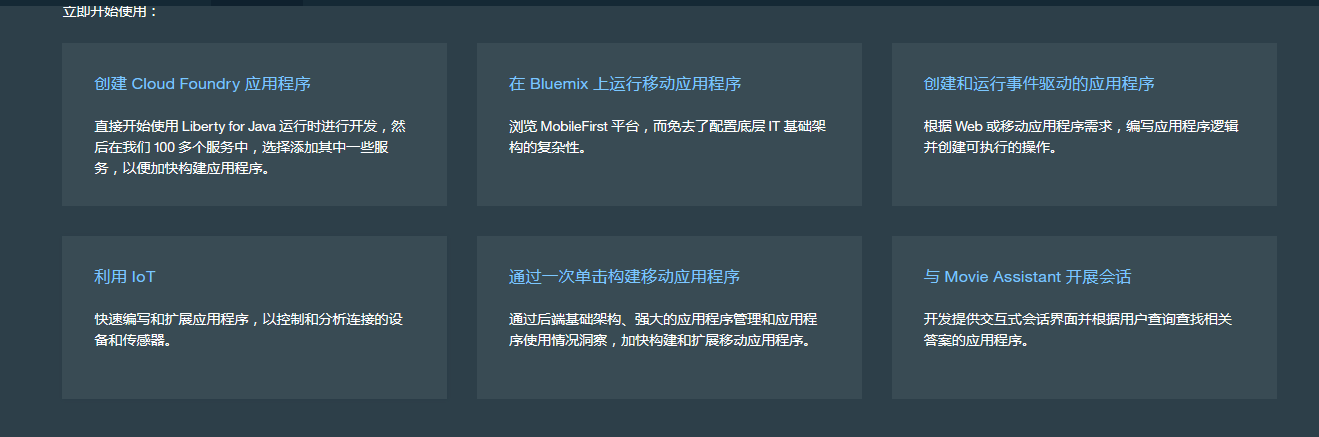 立即开始使用：
创建 Cloud Foundry 应用程序
直接开始使用 Liberty for Java 运行时进行开发，然
后在我们 100 多个服务中，选择添加其中一些服
务，以便加快构建应用程序。
在 Bluemix 上运行移动应用程序
浏览 MobileFirst 平台，而免去了配置底层 IT 基础架
构的复杂性。
创建和运行事件驱动的应用程序
根据 Web 或移动应用程序需求，编写应用程序逻辑
并创建可执行的操作。
利用 IoT
快速编写和扩展应用程序，以控制和分析连接的设
备和传感器。
通过一次单击构建移动应用程序
通过后端基础架构、强大的应用程序管理和应用程
序使用情况洞察，加快构建和扩展移动应用程序。
与 Movie Assistant 开展会话
开发提供交互式会话界面并根据用户查询查找相关
答案的应用程序。